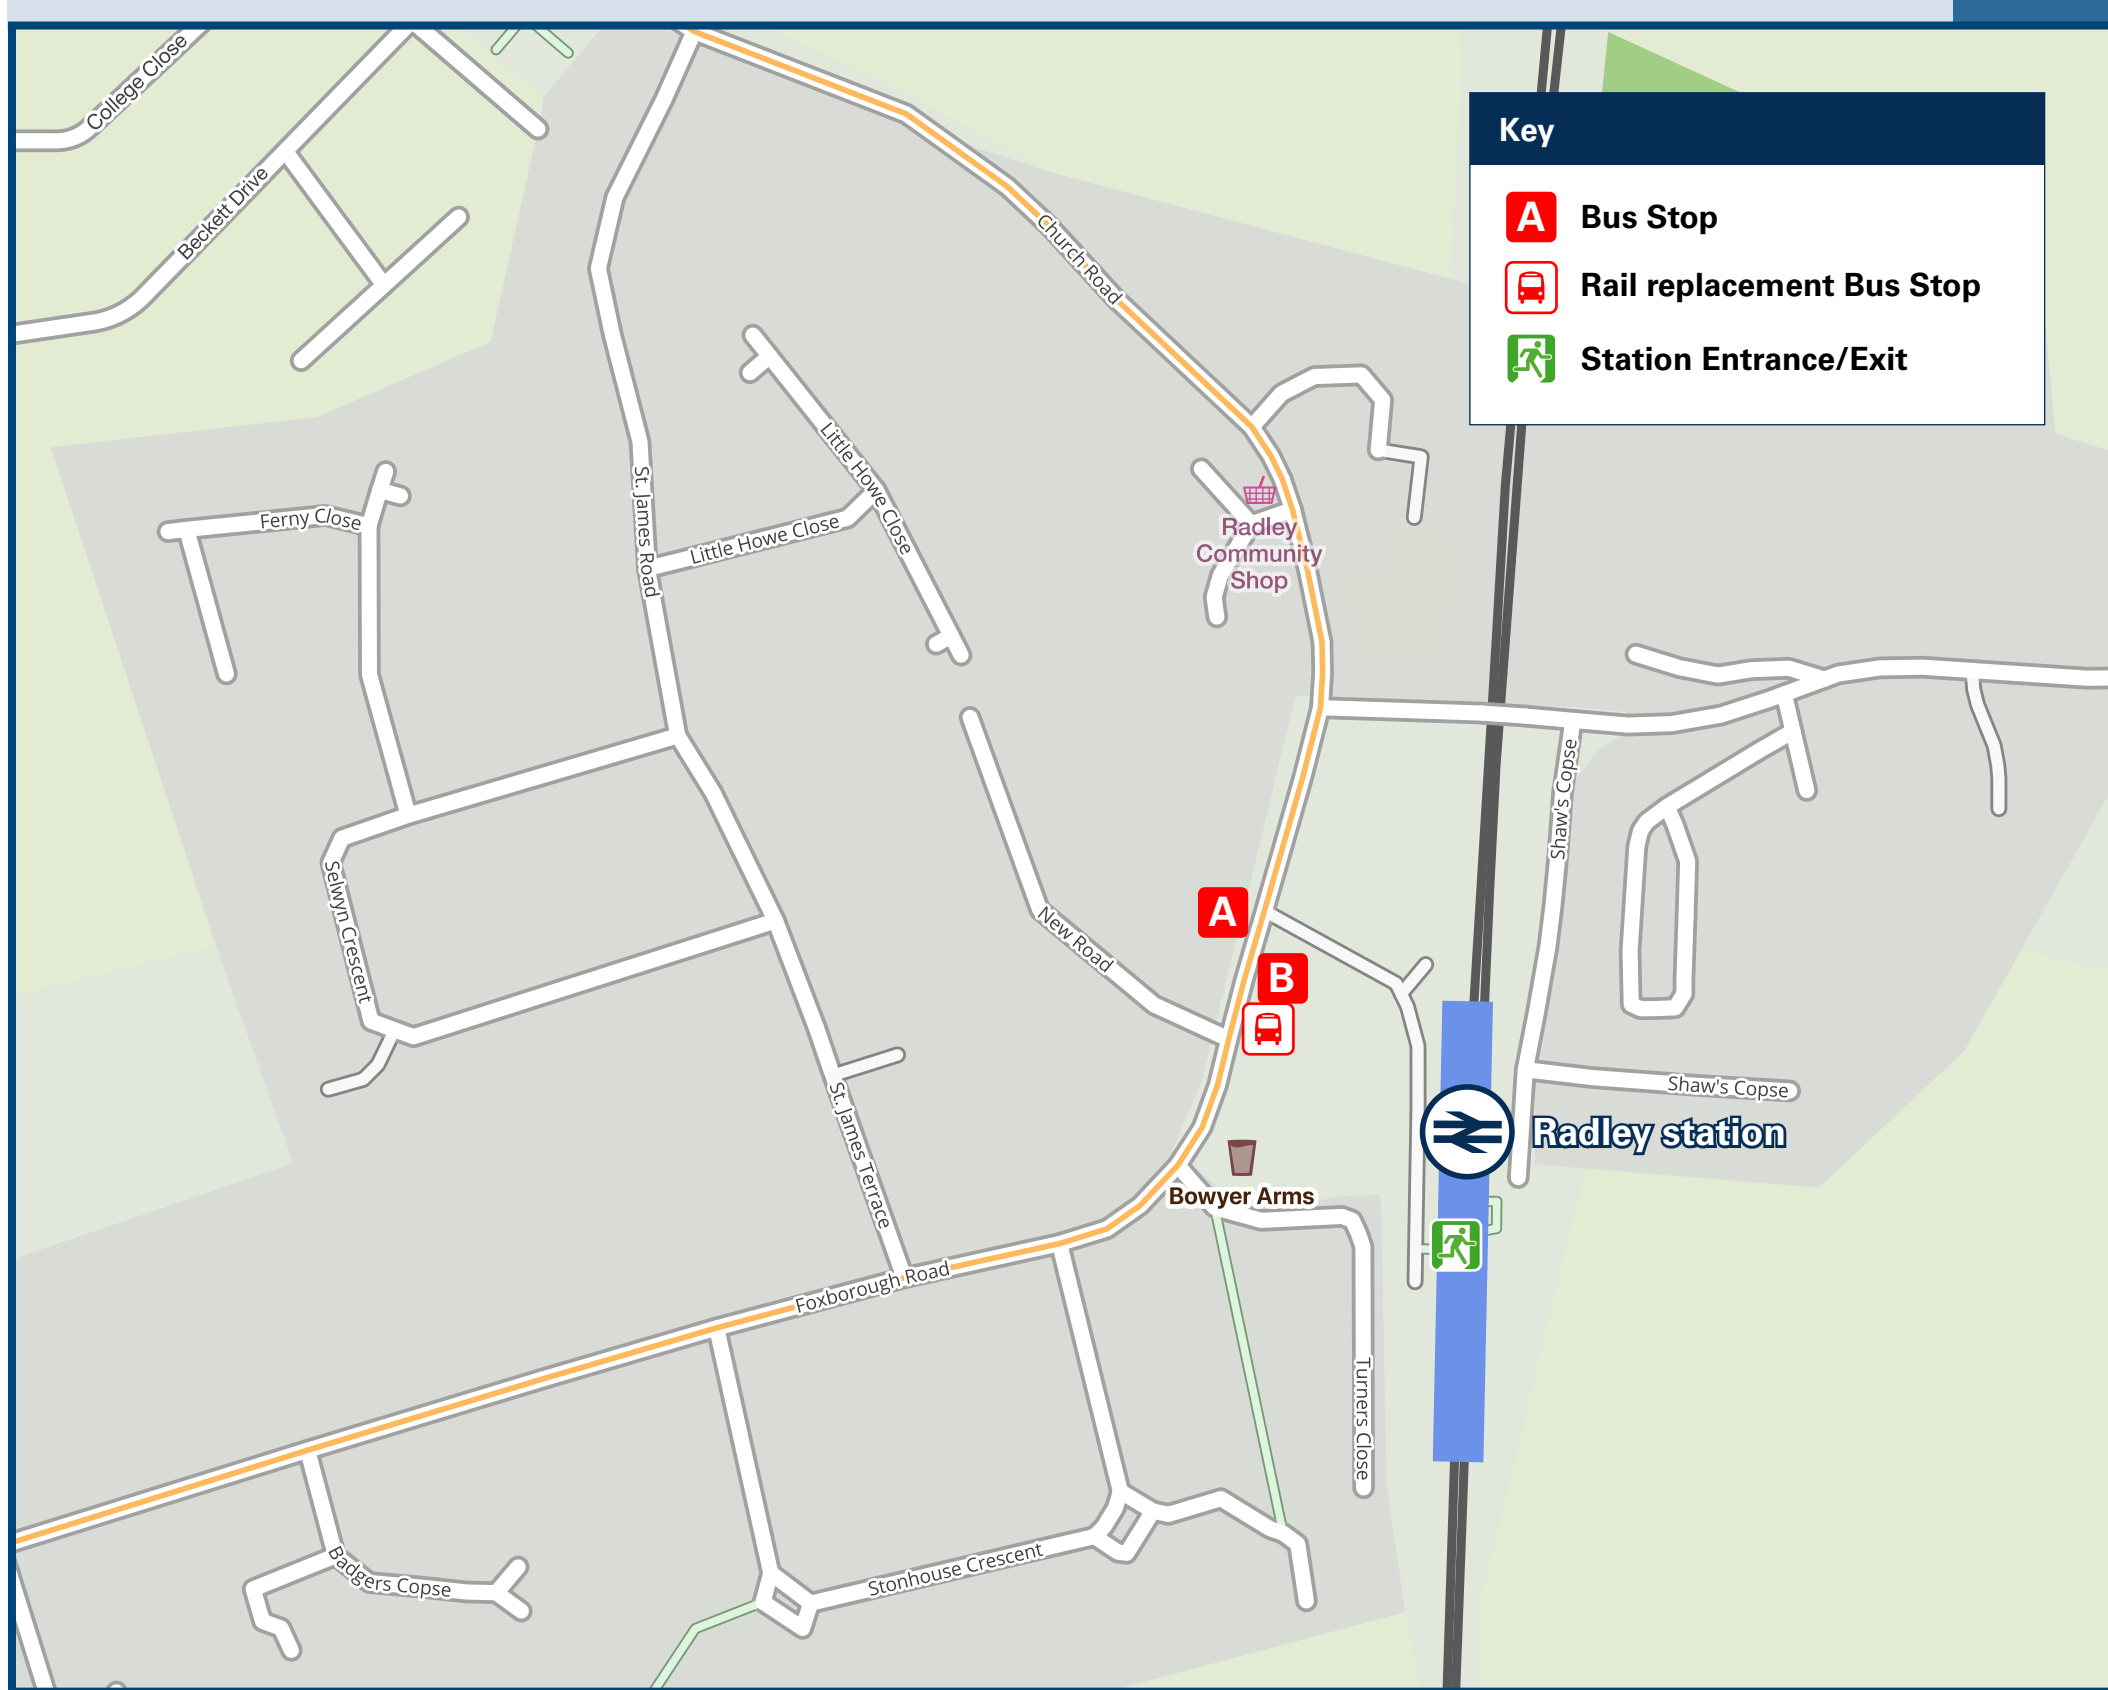 College Close
Beckett Drive
Church Road
Key
A
Bus Stop
Rail replacement Bus Stop
Station Entrance/Exit
Little Howe Close
St. James Road
Ferny Close
Little Howe Close
Radley
Community
Shop
Shaw's Copse
Selwyn Crescent
A
New Road
B
Shaw's Copse
Radley station
St. James Terrace
Bowyer Arms
Foxborough Road
Turners Close
Badgers Copse
Stonhouse Crescent